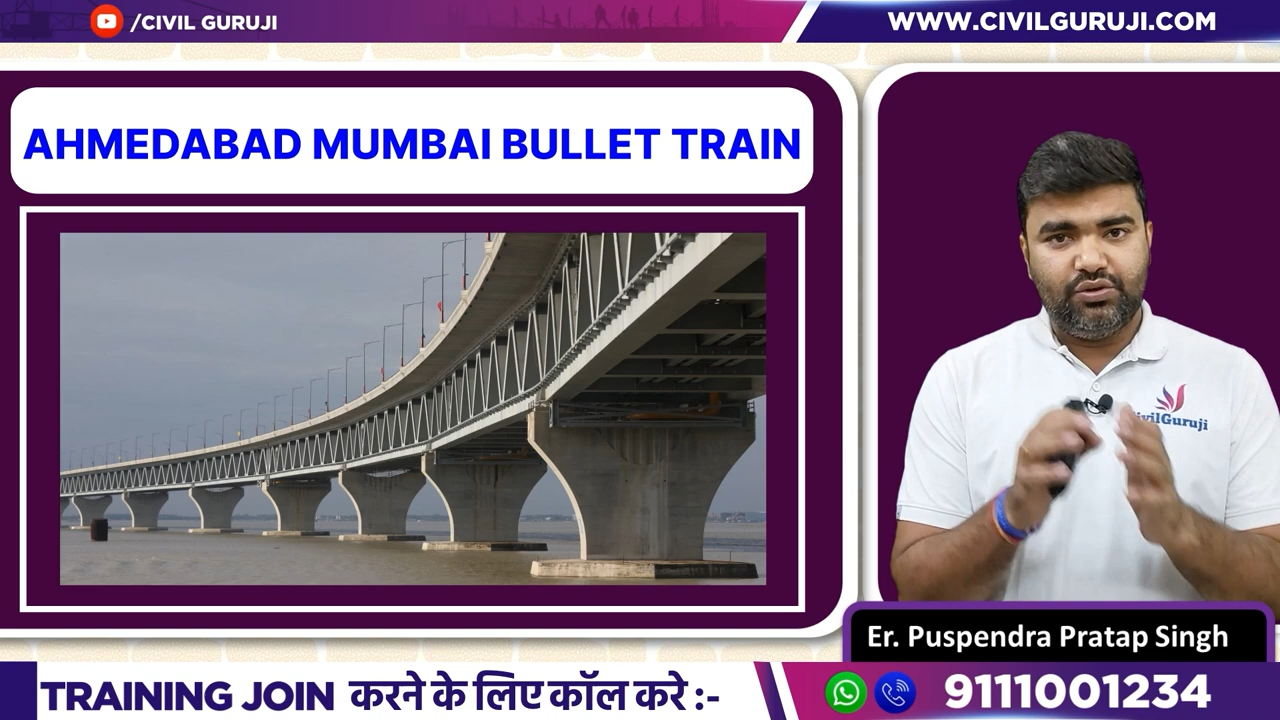 /CIVIL GURUJI
WWW.CIVILGURUJI.COM
AHMEDABAD MUMBAI BULLET TRAIN
CivilGuruji
Er. Puspendra Pratap Singh
TRAINING JOIN करने के लिए कॉल करे :-
9111001234